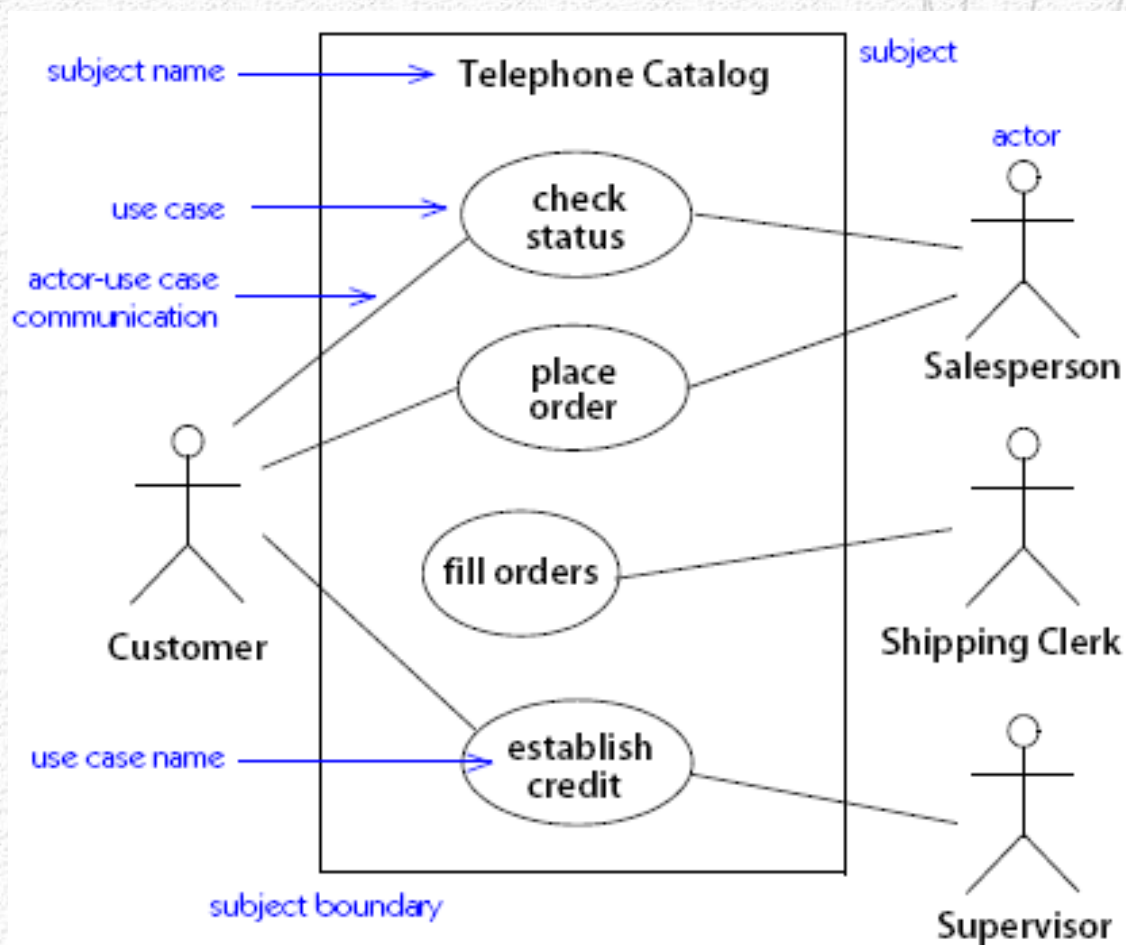 subject name
Telephone Catalog
subject
actor
use case
check
status
actor-use case
communication
place
order
Salesperson
fill orders
Customer
Shipping Clerk
use case name
establish
credit
subject boundary
Supervisor